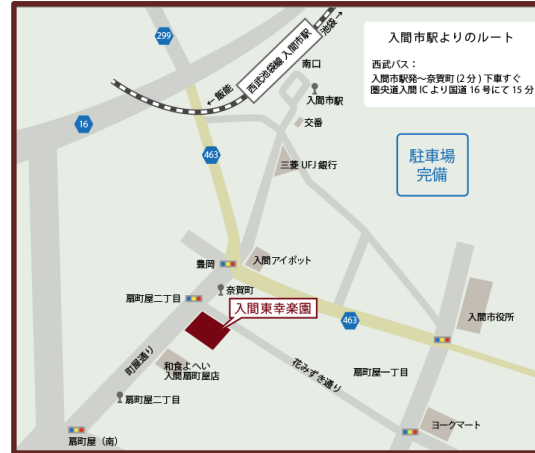 入間市駅よりのルート
西武バス：
入間市駅発〜奈賀町(2分)下車すぐ
圏央道入間ICより国道16号にて15分
駐車場
完備
299
池袋→
西武池袋線 入間市駅
←飯能
南口
入間市駅
交番
16
463
三菱UFJ銀行
豊岡
入間アイポット
奈賀町
扇町屋二丁目
入間東幸楽園
463
入間市役所
町屋通り
花みずき通り
和食よへい
入間扇町屋店
扇町屋一丁目
扇町屋二丁目
ヨークマート
扇町屋（南）